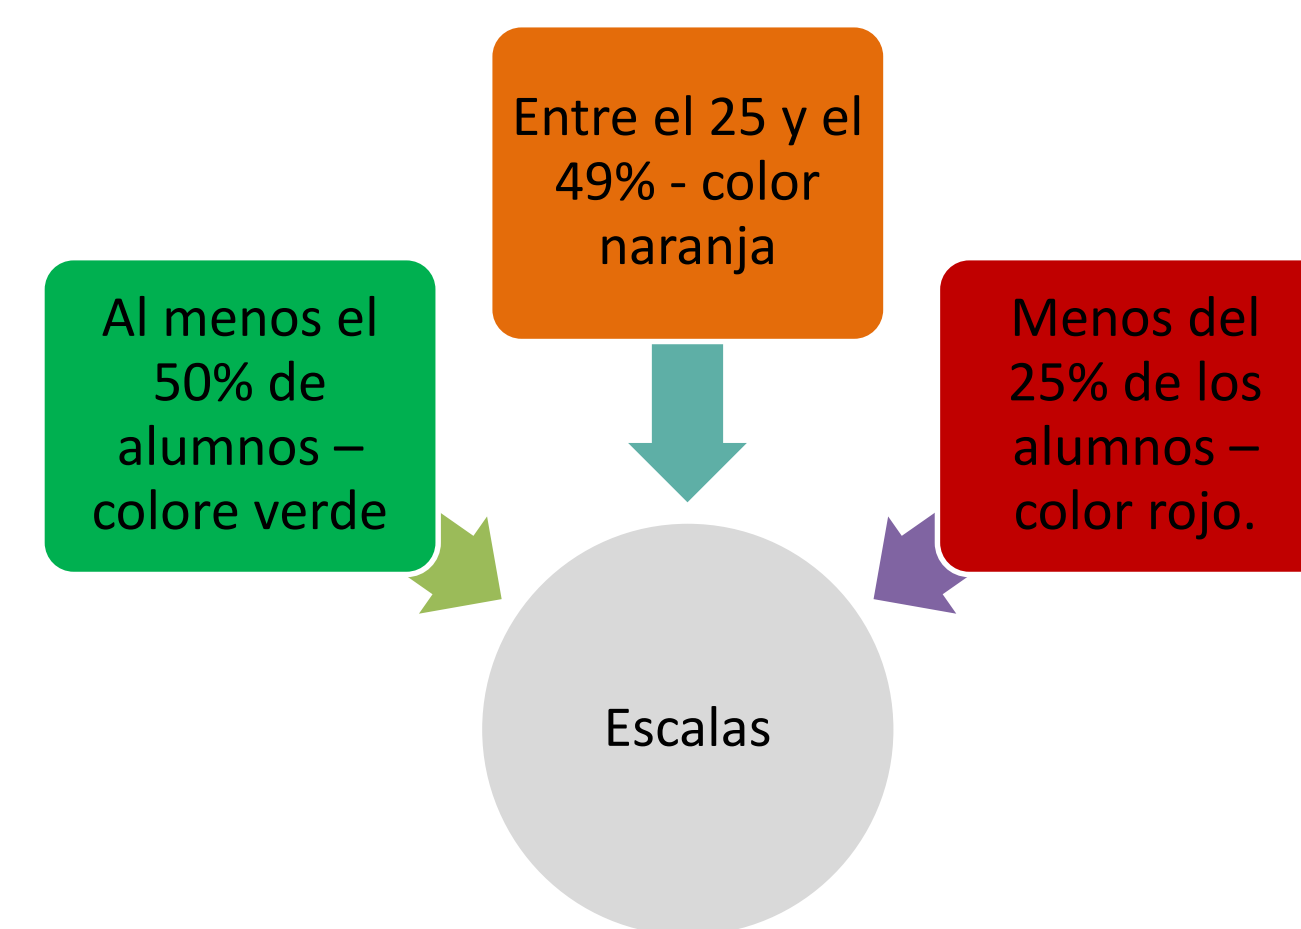 Entre el 25 y el
49% - color
naranja
Al menos el
50% de
alumnos –
colore verde
Menos del
25% de los
alumnos –
color rojo.
Escalas